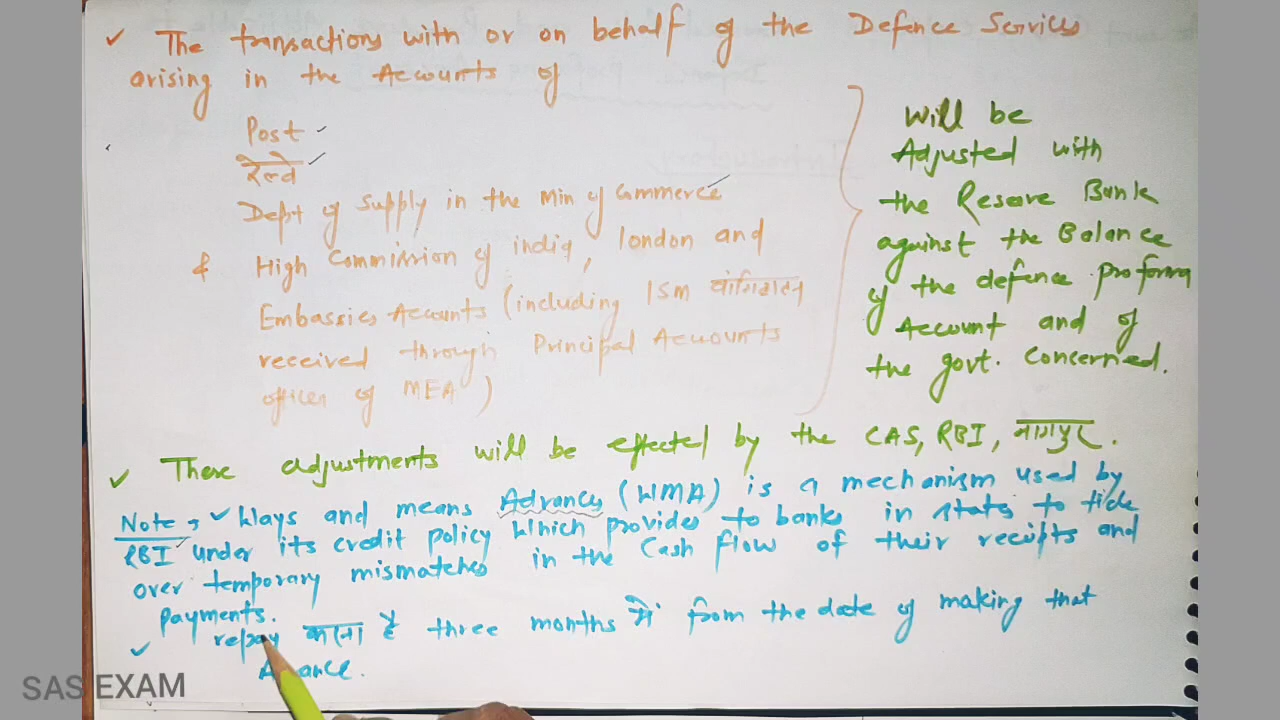 ✓ The transactions with or on behalf of the Defence Services
arising in the Accounts of
Post ✓
रेल्वे ✓
Dept of Supply in the Min of Commerce ✓
& High Commission of india, london and
Embassies Accounts (including ISM
received through Principal Accounts
officer of MEA)
Will be
Adjusted with
the Reserve Bank
against the Balance
of the defence proforma
Account and of
the govt. concerned.
✓ These adjustments will be effected by the CAS, RBI, नागपुर.
Note → ✓ Ways and means Advances (WMA) is a mechanism used by
RBI under its credit policy which provides to banks in states to tide
over temporary mismatches in the cash flow of their reciepts and
payments.
✓ repay करना है three months में from the date of making that
SAS EXAM